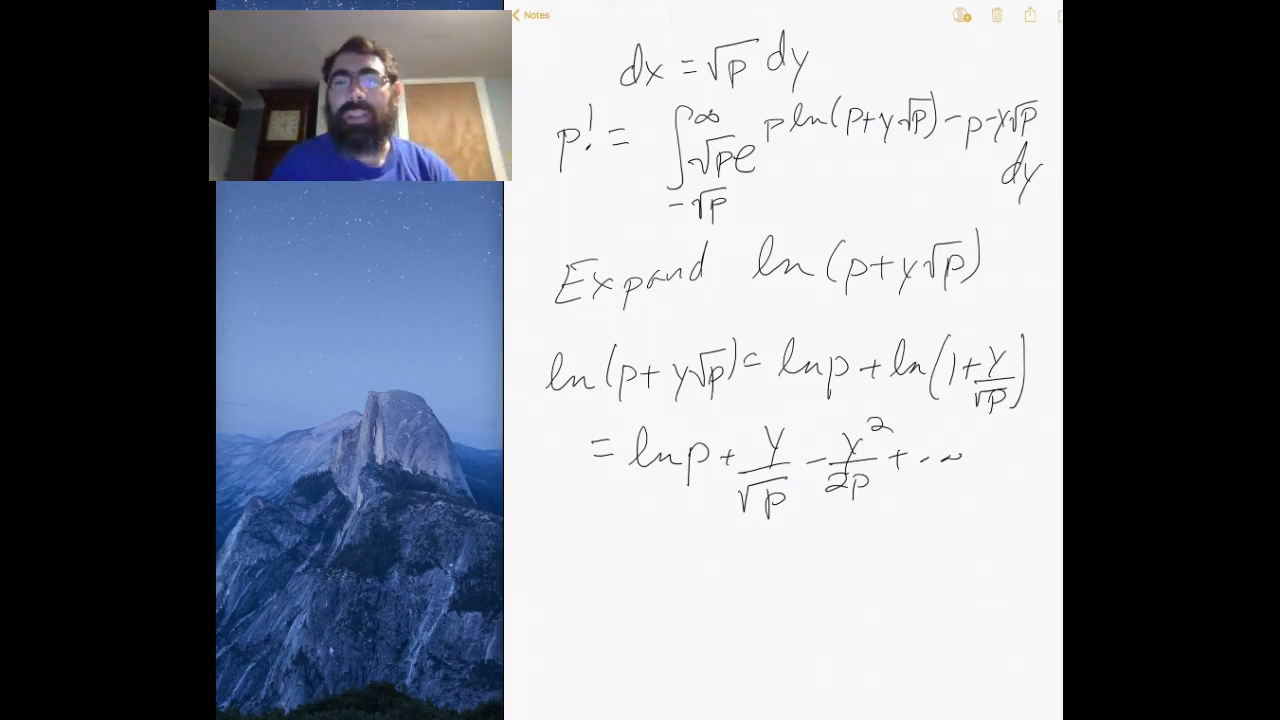 Notes
dx = √p dy
p! = ∫_{-√p}^{∞} √p e^{p ln(p+y√p) - p - y√p} dy
Expand ln(p+y√p)
ln(p+y√p) = ln p + ln(1+y/√p)
= ln p + y/√p - y²/2p + ...